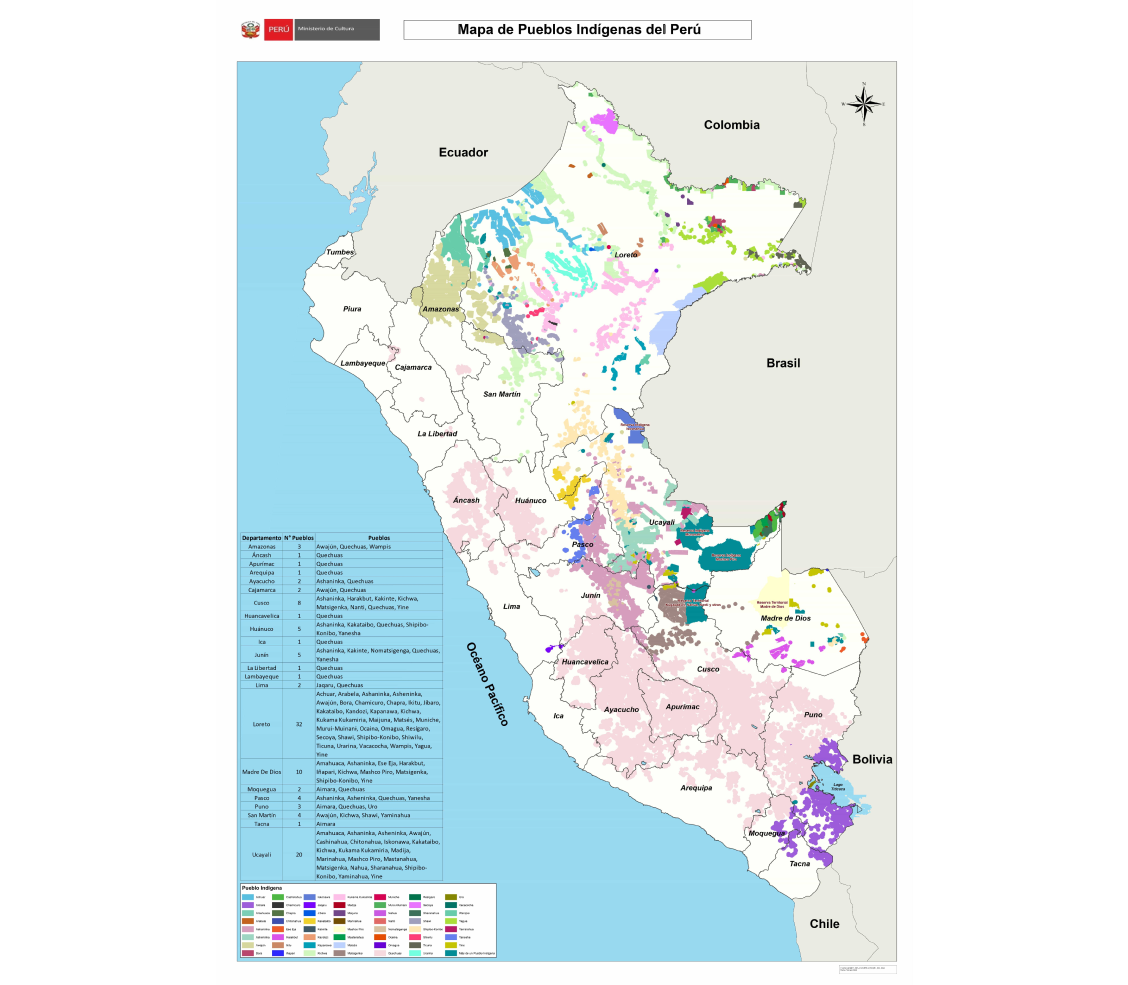 PERÚ Ministerio de Cultura
Mapa de Pueblos Indígenas del Perú
Colombia
Ecuador
Tumbes
Loreto
Piura
Amazonas
Brasil
Lambayeque
Cajamarca
San Martín
La Libertad
Áncash
Huánuco
Ucayali
Pasco
Junín
Lima
Reserva Territorial
Madre de Dios
Madre de Dios
Océano Pacífico
Huancavelica
Cusco
Ica
Ayacucho
Apurímac
Puno
Bolivia
Lago
Titicaca
Arequipa
Moquegua
Tacna
Chile
Departamento N° Pueblos Pueblos
Amazonas 3 Awajún, Quechuas, Wampis
Áncash 1 Quechuas
Apurímac 1 Quechuas
Arequipa 1 Quechuas
Ayacucho 2 Ashaninka, Quechuas
Cajamarca 2 Awajún, Quechuas
Cusco 8 Ashaninka, Harakbut, Kakinte, Kichwa,
Matsigenka, Nanti, Quechuas, Yine
Huancavelica 1 Quechuas
Huánuco 5 Ashaninka, Kakataibo, Quechuas, Shipibo-
Konibo, Yanesha
Ica 1 Quechuas
Junín 5 Ashaninka, Kakinte, Nomatsigenga, Quechuas,
Yanesha
La Libertad 1 Quechuas
Lambayeque 1 Quechuas
Lima 2 Jaqaru, Quechuas
Loreto 32 Achuar, Arabela, Ashaninka, Asheninka,
Awajún, Bora, Chamicuro, Chapra, Ikitu, Jíbaro,
Kakataibo, Kandozi, Kapanawa, Kichwa,
Kukama Kukamiria, Maijuna, Matsés, Muniche,
Murui-Muinani, Ocaina, Omagua, Resígaro,
Secoya, Shawi, Shipibo-Konibo, Shiwilu,
Ticuna, Urarina, Vacacocha, Wampis, Yagua,
Yine
Madre De Dios 10 Amahuaca, Ashaninka, Ese Eja, Harakbut,
Iñapari, Kichwa, Mashco Piro, Matsigenka,
Shipibo-Konibo, Yine
Moquegua 2 Aimara, Quechuas
Pasco 4 Ashaninka, Asheninka, Quechuas, Yanesha
Puno 3 Aimara, Quechuas, Uro
San Martín 4 Awajún, Kichwa, Shawi, Yaminahua
Tacna 1 Aimara
Ucayali 20 Amahuaca, Ashaninka, Asheninka, Awajún,
Cashinahua, Chitonahua, Iskonawa, Kakataibo,
Kichwa, Kukama Kukamiria, Madija,
Marinahua, Mashco Piro, Mastanahua,
Matsigenka, Nahua, Sharanahua, Shipibo-
Konibo, Yaminahua, Yine
Pueblo Indígena